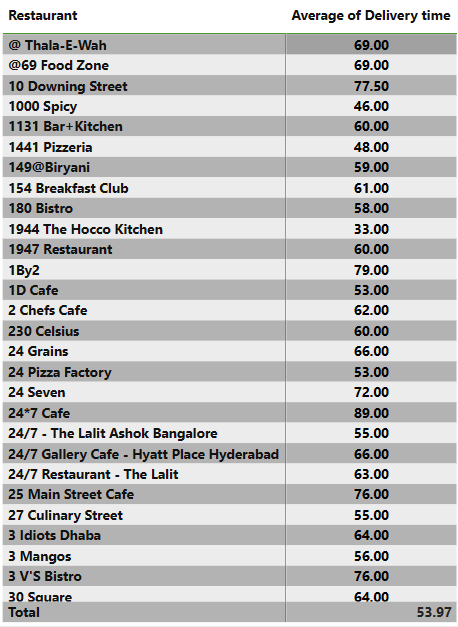 Restaurant Average of Delivery time
@ Thala-E-Wah 69.00
@69 Food Zone 69.00
10 Downing Street 77.50
1000 Spicy 46.00
1131 Bar+Kitchen 60.00
1441 Pizzeria 48.00
149@Biryani 59.00
154 Breakfast Club 61.00
180 Bistro 58.00
1944 The Hocco Kitchen 33.00
1947 Restaurant 60.00
1By2 79.00
1D Cafe 53.00
2 Chefs Cafe 62.00
230 Celsius 60.00
24 Grains 66.00
24 Pizza Factory 53.00
24 Seven 72.00
24*7 Cafe 89.00
24/7 - The Lalit Ashok Bangalore 55.00
24/7 Gallery Cafe - Hyatt Place Hyderabad 66.00
24/7 Restaurant - The Lalit 63.00
25 Main Street Cafe 76.00
27 Culinary Street 55.00
3 Idiots Dhaba 64.00
3 Mangos 56.00
3 V'S Bistro 76.00
30 Square 64.00
Total 53.97